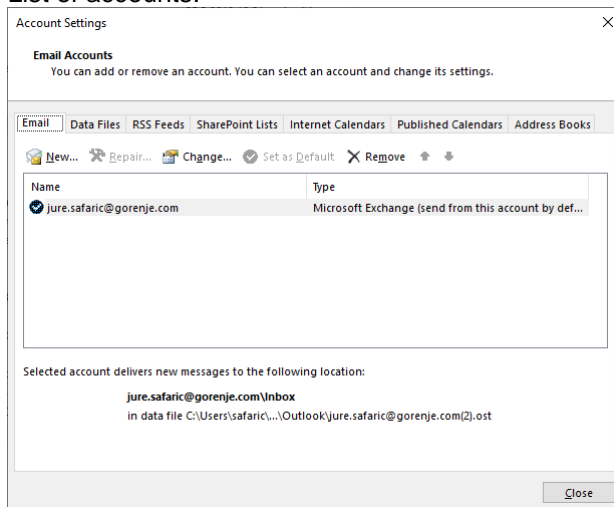 List of accounts.
Account Settings
Email Accounts
You can add or remove an account. You can select an account and change its settings.
Email Data Files RSS Feeds SharePoint Lists Internet Calendars Published Calendars Address Books
New... Repair... Change... Set as Default Remove
Name Type
jure.safaric@gorenje.com Microsoft Exchange (send from this account by def...
Selected account delivers new messages to the following location:
jure.safaric@gorenje.com\Inbox
in data file C:\Users\safaric\...\Outlook\jure.safaric@gorenje.com(2).ost
Close